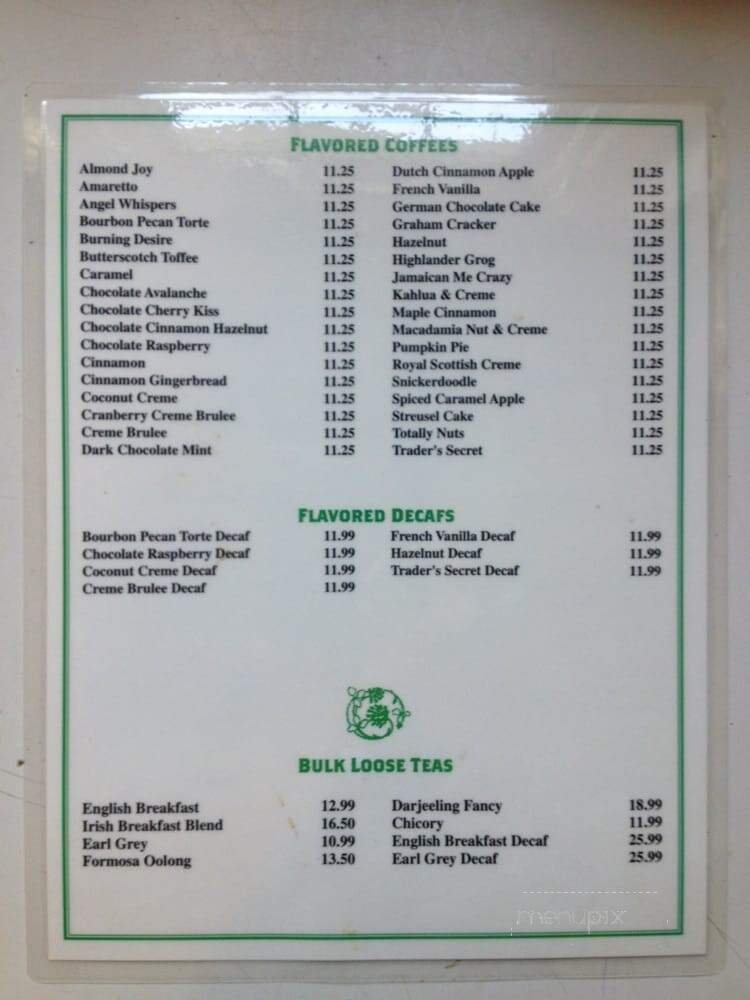 FLAVORED COFFEES
Almond Joy 11.25
Amaretto 11.25
Angel Whispers 11.25
Bourbon Pecan Torte 11.25
Burning Desire 11.25
Butterscotch Toffee 11.25
Caramel 11.25
Chocolate Avalanche 11.25
Chocolate Cherry Kiss 11.25
Chocolate Cinnamon Hazelnut 11.25
Chocolate Raspberry 11.25
Cinnamon 11.25
Cinnamon Gingerbread 11.25
Coconut Creme 11.25
Cranberry Creme Brulee 11.25
Creme Brulee 11.25
Dark Chocolate Mint 11.25
Dutch Cinnamon Apple 11.25
French Vanilla 11.25
German Chocolate Cake 11.25
Graham Cracker 11.25
Hazelnut 11.25
Highlander Grog 11.25
Jamaican Me Crazy 11.25
Kahlua & Creme 11.25
Maple Cinnamon 11.25
Macadamia Nut & Creme 11.25
Pumpkin Pie 11.25
Royal Scottish Creme 11.25
Snickerdoodle 11.25
Spiced Caramel Apple 11.25
Streusel Cake 11.25
Totally Nuts 11.25
Trader's Secret 11.25
FLAVORED DECAFS
Bourbon Pecan Torte Decaf 11.99
Chocolate Raspberry Decaf 11.99
Coconut Creme Decaf 11.99
Creme Brulee Decaf 11.99
French Vanilla Decaf 11.99
Hazelnut Decaf 11.99
Trader's Secret Decaf 11.99
BULK LOOSE TEAS
English Breakfast 12.99
Irish Breakfast Blend 16.50
Earl Grey 10.99
Formosa Oolong 13.50
Darjeeling Fancy 18.99
Chicory 11.99
English Breakfast Decaf 25.99
Earl Grey Decaf 25.99
menupix